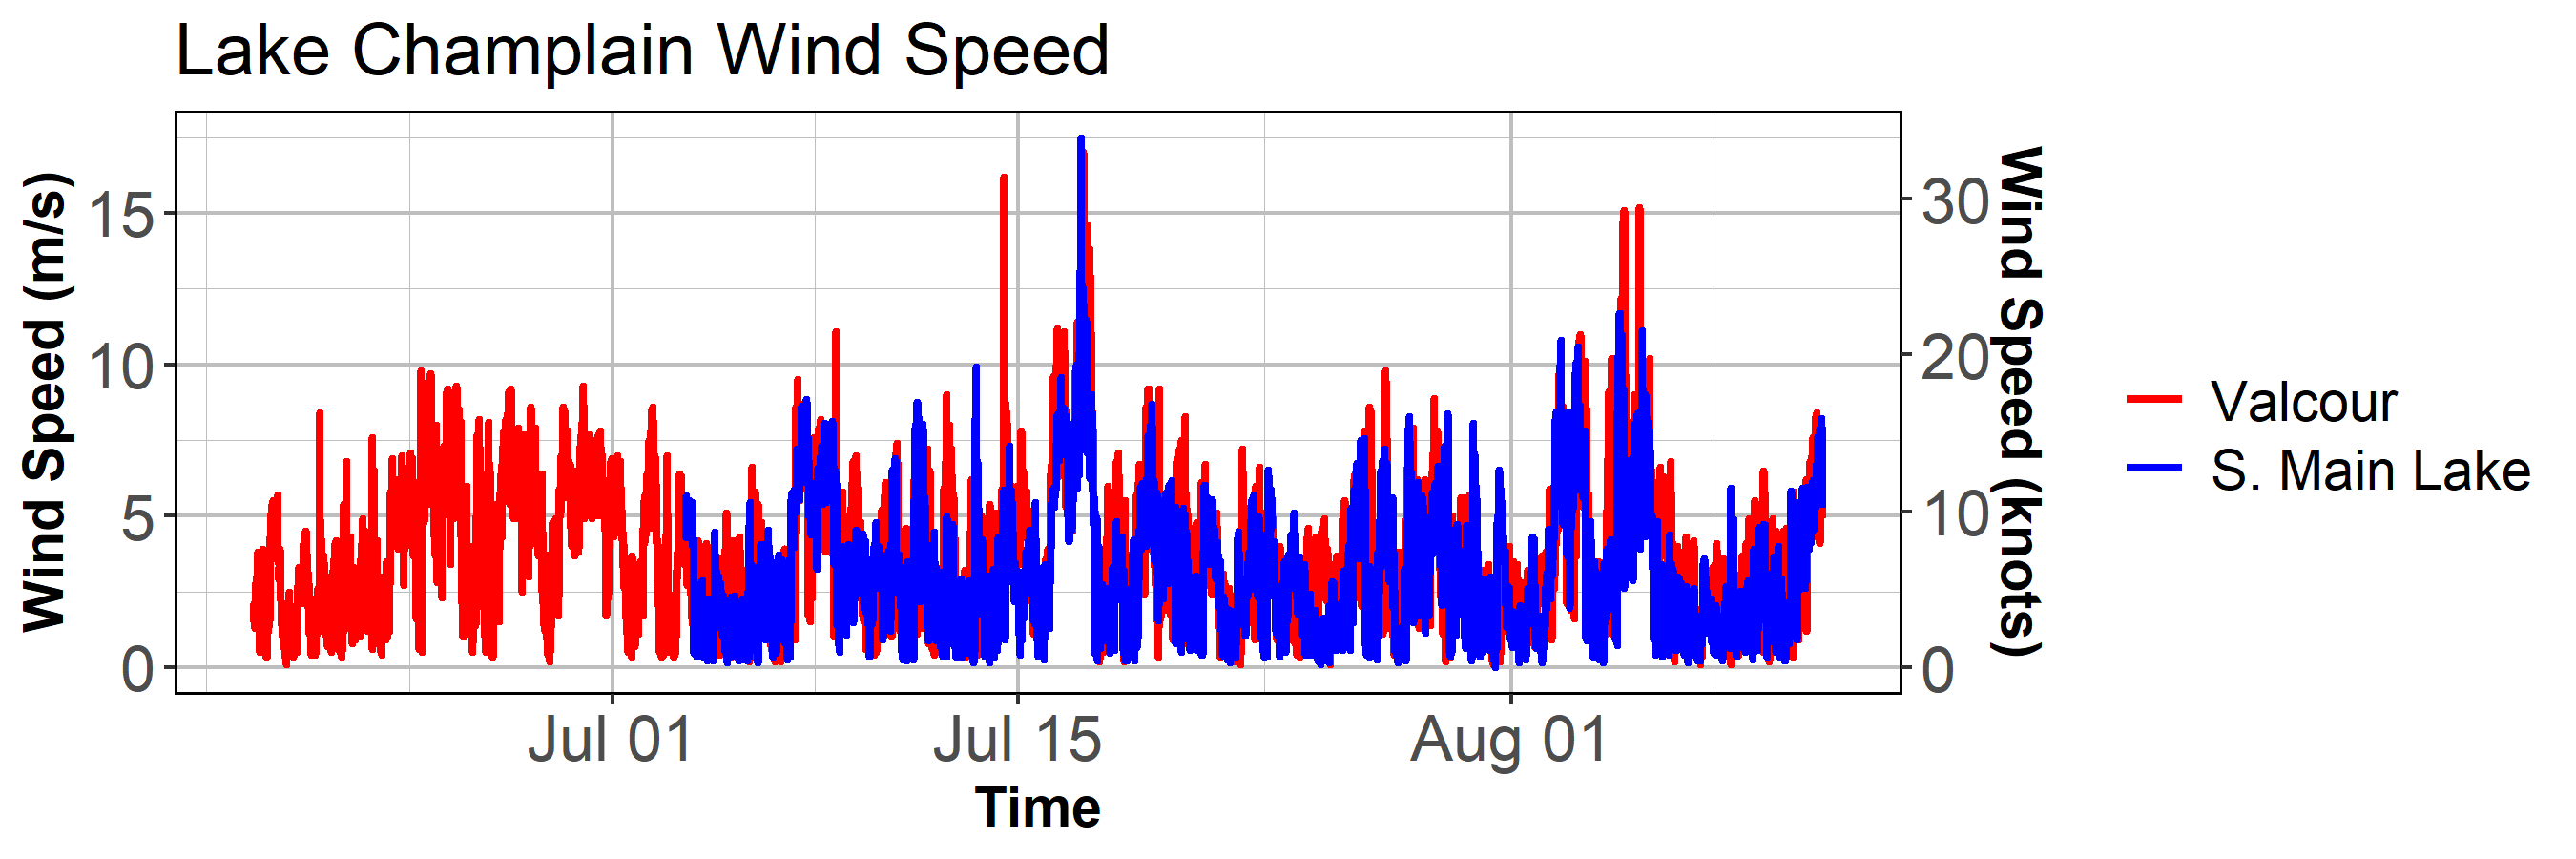 Lake Champlain Wind Speed
Wind Speed (m/s)
15
10
5
0
30
20
10
0
Wind Speed (knots)
Jul 01
Jul 15
Aug 01
Time
Valcour
S. Main Lake